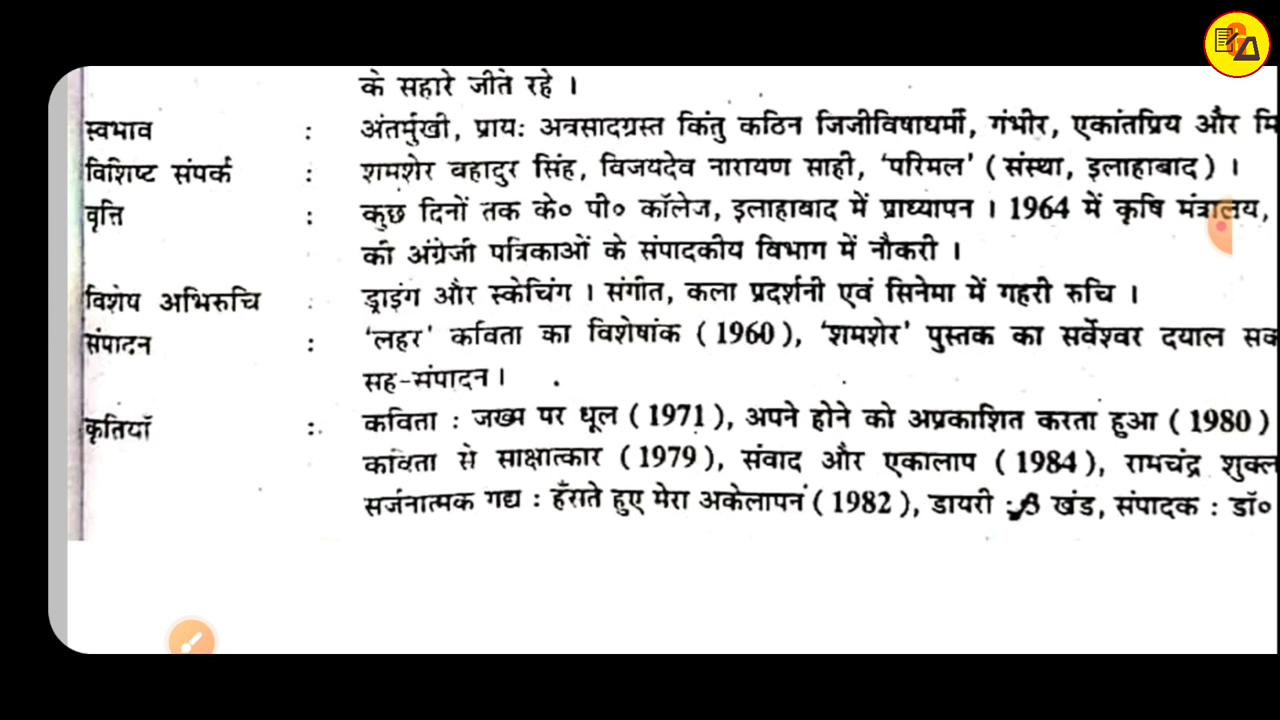 के सहारे जीते रहे ।
स्वभाव : अंतर्मुखी, प्रायः अवसादग्रस्त किंतु कठिन जिजीविषाधर्मी, गंभीर, एकांतप्रिय और
विशिष्ट संपर्क : शमशेर बहादुर सिंह, विजयदेव नारायण साही, ‘परिमल’ (संस्था, इलाहाबाद) ।
वृत्ति : कुछ दिनों तक के० पी० कॉलेज, इलाहाबाद में प्राध्यापन । 1964 में कृषि मंत्रालय,
की अंग्रेजी पत्रिकाओं के संपादकीय विभाग में नौकरी ।
विशेष अभिरुचि : ड्राइंग और स्केचिंग । संगीत, कला प्रदर्शनी एवं सिनेमा में गहरी रुचि ।
संपादन : ‘लहर’ कविता का विशेषांक (1960), ‘शमशेर’ पुस्तक का सर्वेश्वर दयाल
सह-संपादन ।
कृतियाँ : कविता : जख्म पर धूल (1971), अपने होने को अप्रकाशित करता हुआ (1980)
कविता से साक्षात्कार (1979), संवाद और एकालाप (1984), रामचंद्र शुक्ल
सर्जनात्मक गद्य : हँसते हुए मेरा अकेलापन (1982), डायरी : 3 खंड, संपादक : डॉ०